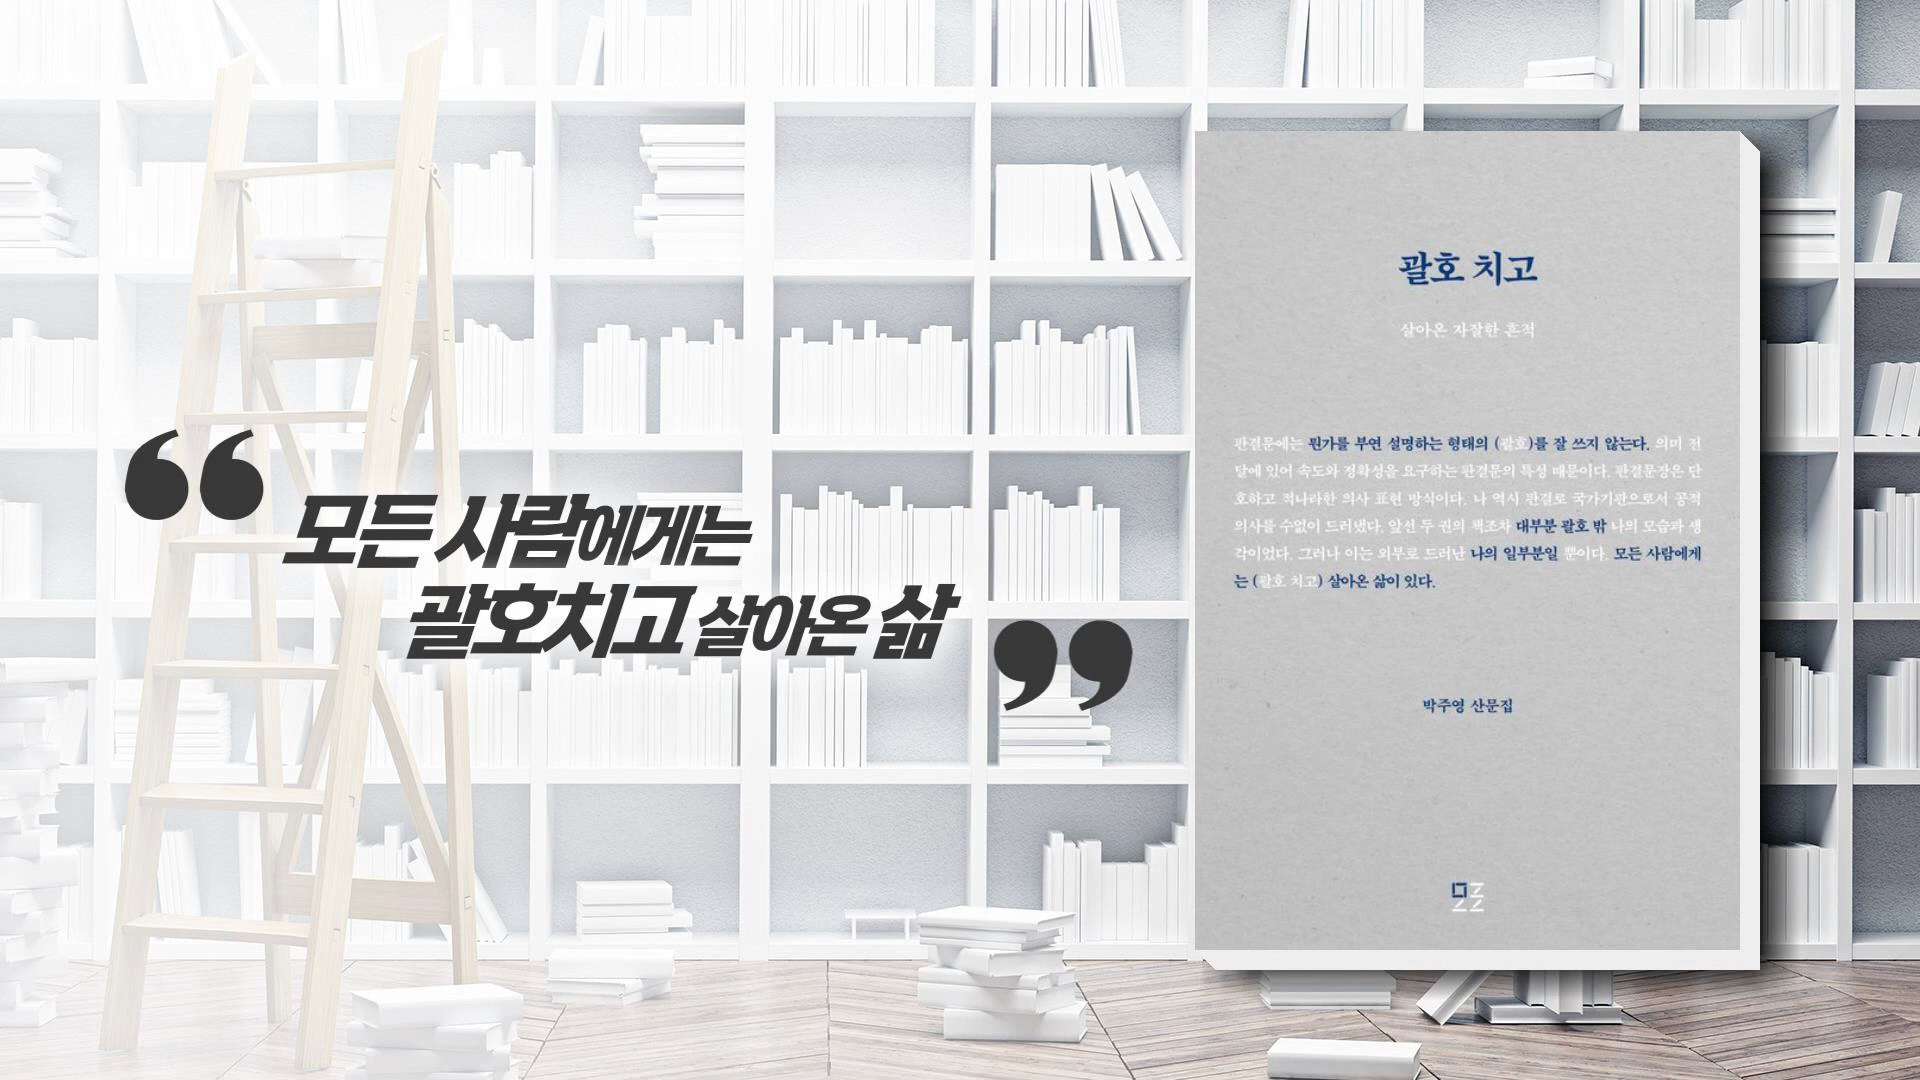 모든 사람에게는
괄호치고 살아온 삶
괄호 치고
살아온 자잘한 흔적
판결문에는 뭔가를 부연 설명하는 형태의 (괄호)를 잘 쓰지 않는다. 의미 전
달에 있어 속도와 정확성을 요구하는 판결문의 특성 때문이다. 판결문장은 단
호하고 적나라한 의사 표현 방식이다. 나 역시 판결로 국가기관으로서 공적
의사를 수없이 드러냈다. 앞선 두 권의 책조차 대부분 괄호 밖 나의 모습과 생
각이었다. 그러나 이는 외부로 드러난 나의 일부분일 뿐이다. 모든 사람에게
는 (괄호 치고) 살아온 삶이 있다.
박주영 산문집